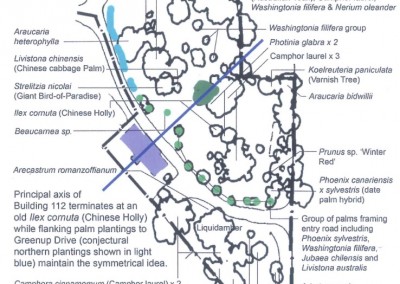 Washingtonia filifera & Nerium oleander
Araucaria
heterophylla
Livistona chinensis
(Chinese cabbage Palm)
Strelitzia nicolai
(Giant Bird-of-Paradise)
Ilex cornuta (Chinese Holly)
Beaucarnea sp.
Arecastrum romanzoffianum
Principal axis of
Building 112 terminates at an
old Ilex cornuta (Chinese Holly)
while flanking palm plantings to
Greenup Drive (conjectural
northern plantings shown in light
blue) maintain the symmetrical idea.
Washingtonia filifera group
Photinia glabra x 2
Camphor laurel x 3
Koelreuteria paniculata
(Varnish Tree)
Araucaria bidwillii
Prunus sp. 'Winter
Red'
Phoenix canariensis
x sylvestris (date
palm hybrid)
Group of palms framing
entry road including
Phoenix sylvestris,
Washingtonia filifera,
Jubaea chilensis and
Livistona australis
Liquidambar
Camphora cinnamomum (Camphor laurel) x 2